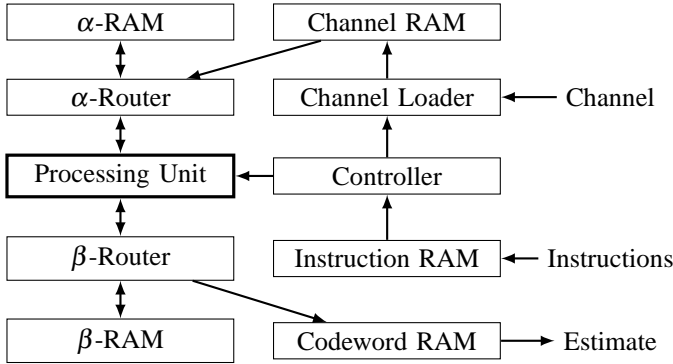 α-RAM
Channel RAM
α-Router
Channel Loader
Channel
Processing Unit
Controller
β-Router
Instruction RAM
Instructions
β-RAM
Codeword RAM
Estimate